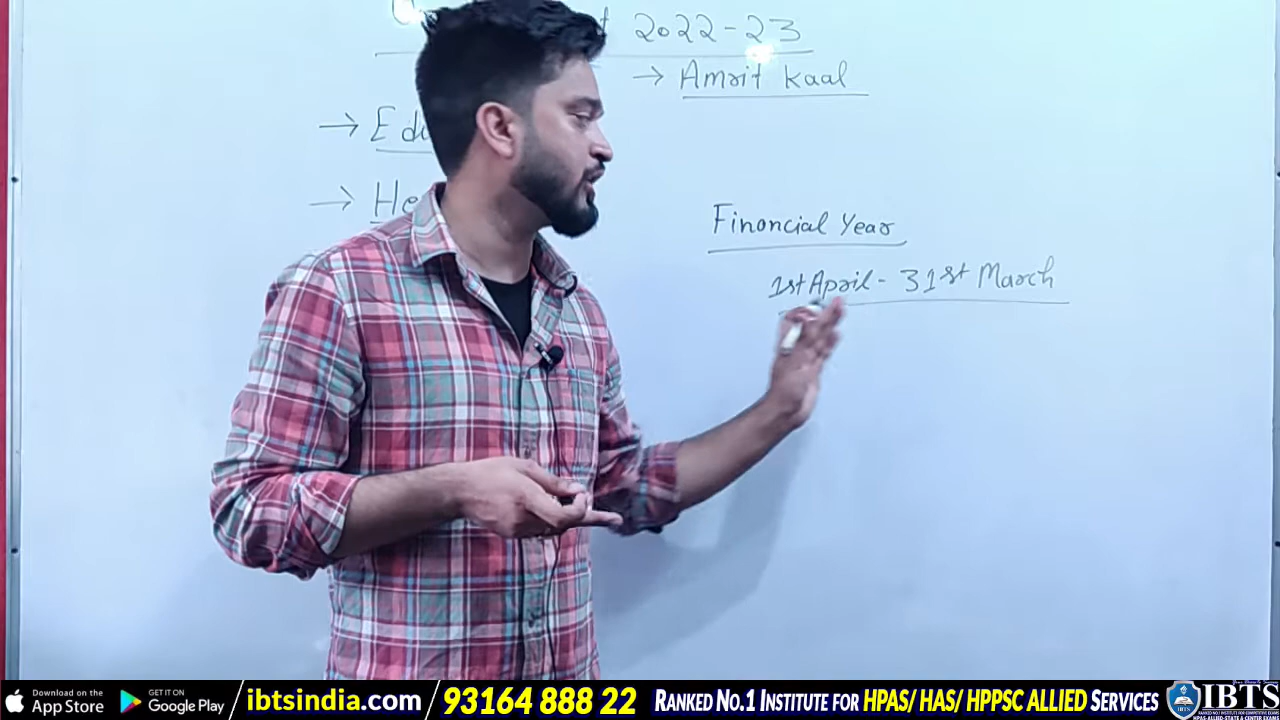 2022-23
→ Amrit Kaal
→
→
Financial Year
1st April - 31st March
Download on the
App Store
GET IT ON
Google Play
ibtsindia.com
93164 888 22
RANKED NO.1 INSTITUTE FOR HPAS/ HAS/ HPPSC ALLIED SERVICES
IBTS